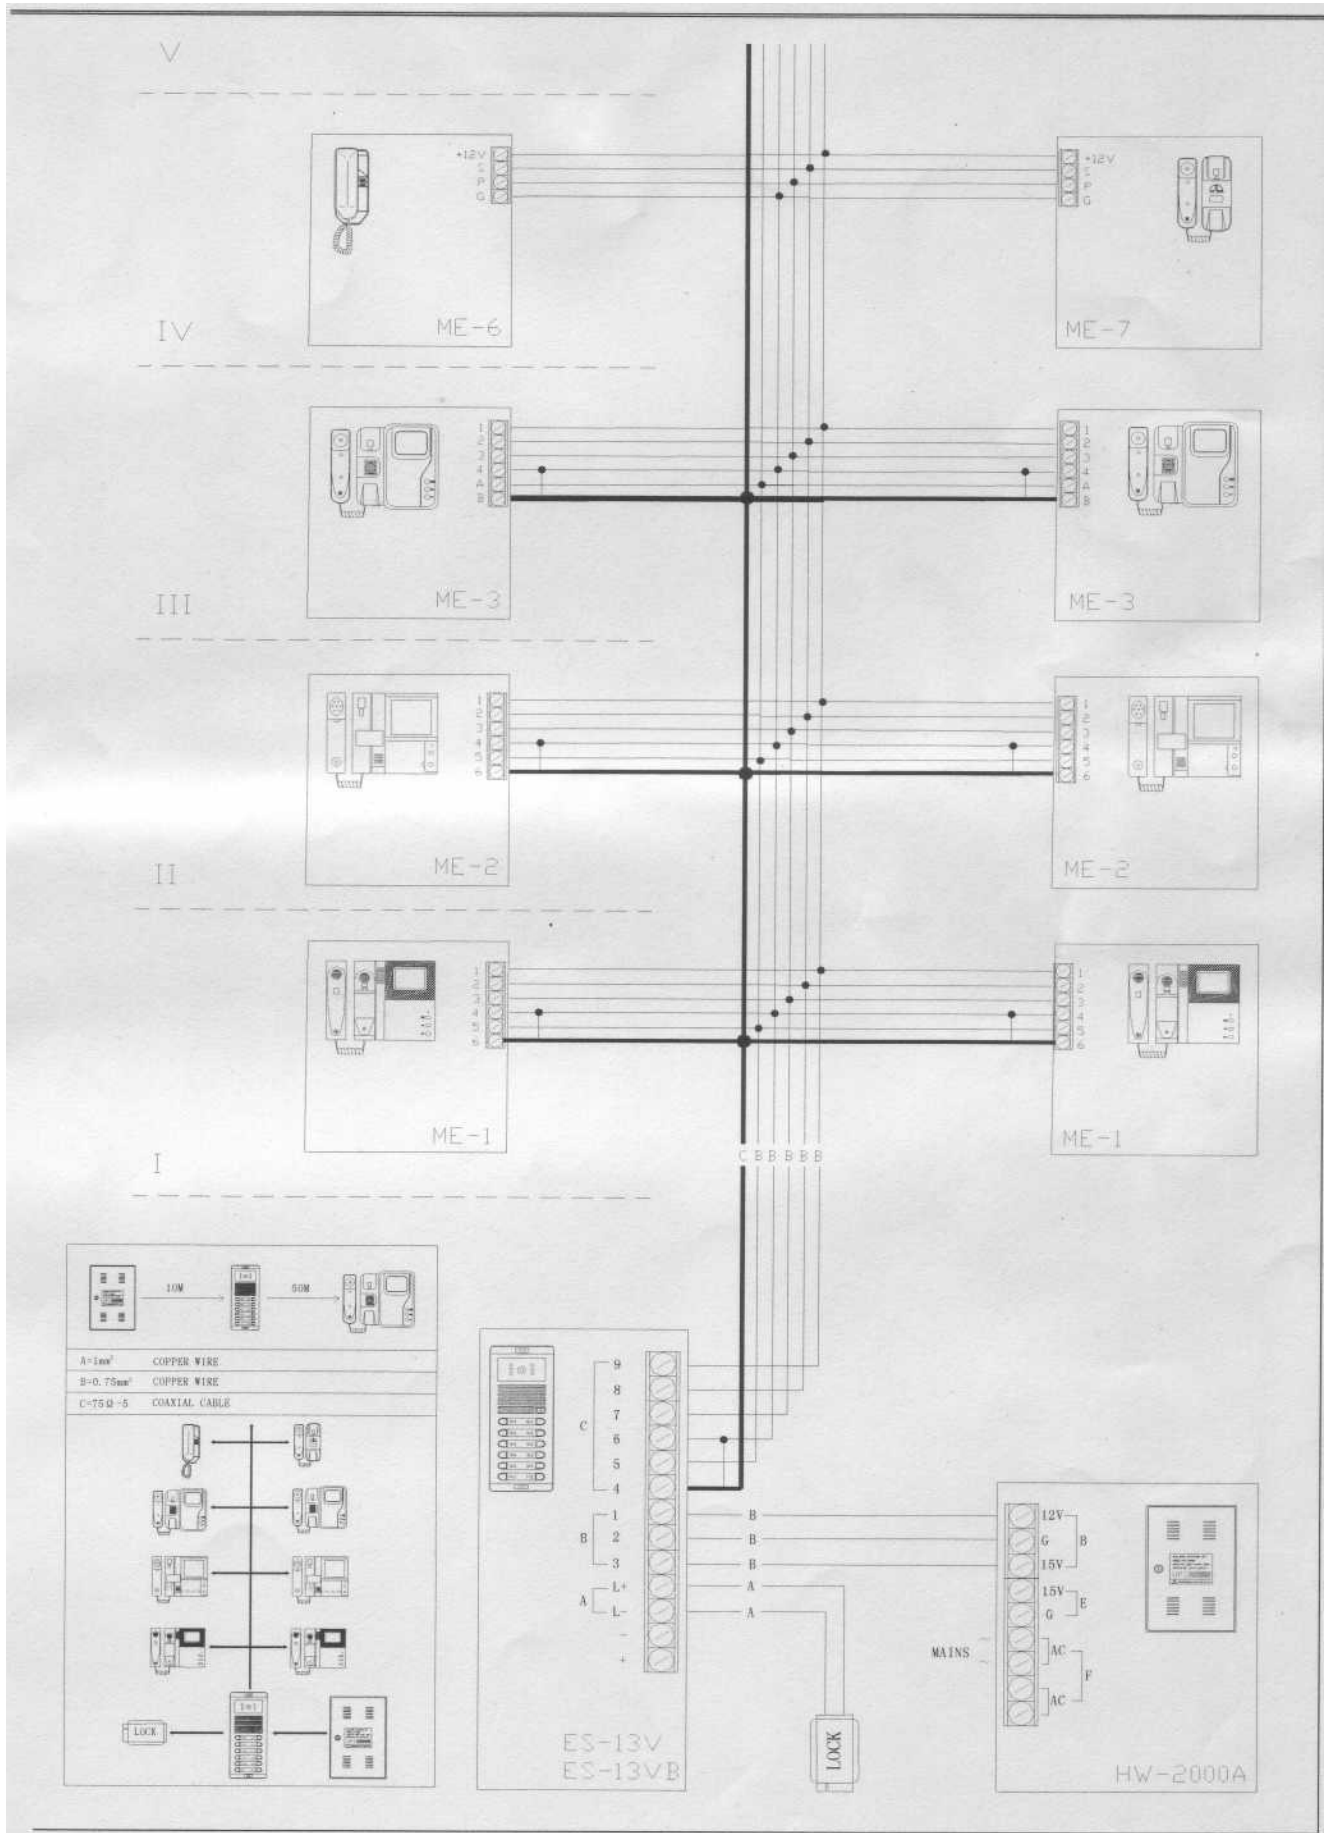 V
+12V
S
P
G
ME-6
+12V
S
P
G
ME-7
IV
1
2
3
4
A
B
ME-3
1
2
3
4
A
B
ME-3
III
1
2
3
4
5
6
ME-2
1
2
3
4
5
6
ME-2
II
1
2
3
4
5
6
ME-1
1
2
3
4
5
6
ME-1
I
C B B B B B
10M
50M
A=1mm² COPPER WIRE
B=0.75mm² COPPER WIRE
C=75Ω-5 COAXIAL CABLE
LOCK
9
8
7
C
6
5
4
1
B 2
3
L+
A
L-
-
+
ES-13V
ES-13VB
B
B
B
A
A
LOCK
12V
G B
15V
15V
E
G
MAINS
AC
F
AC
HW-2000A